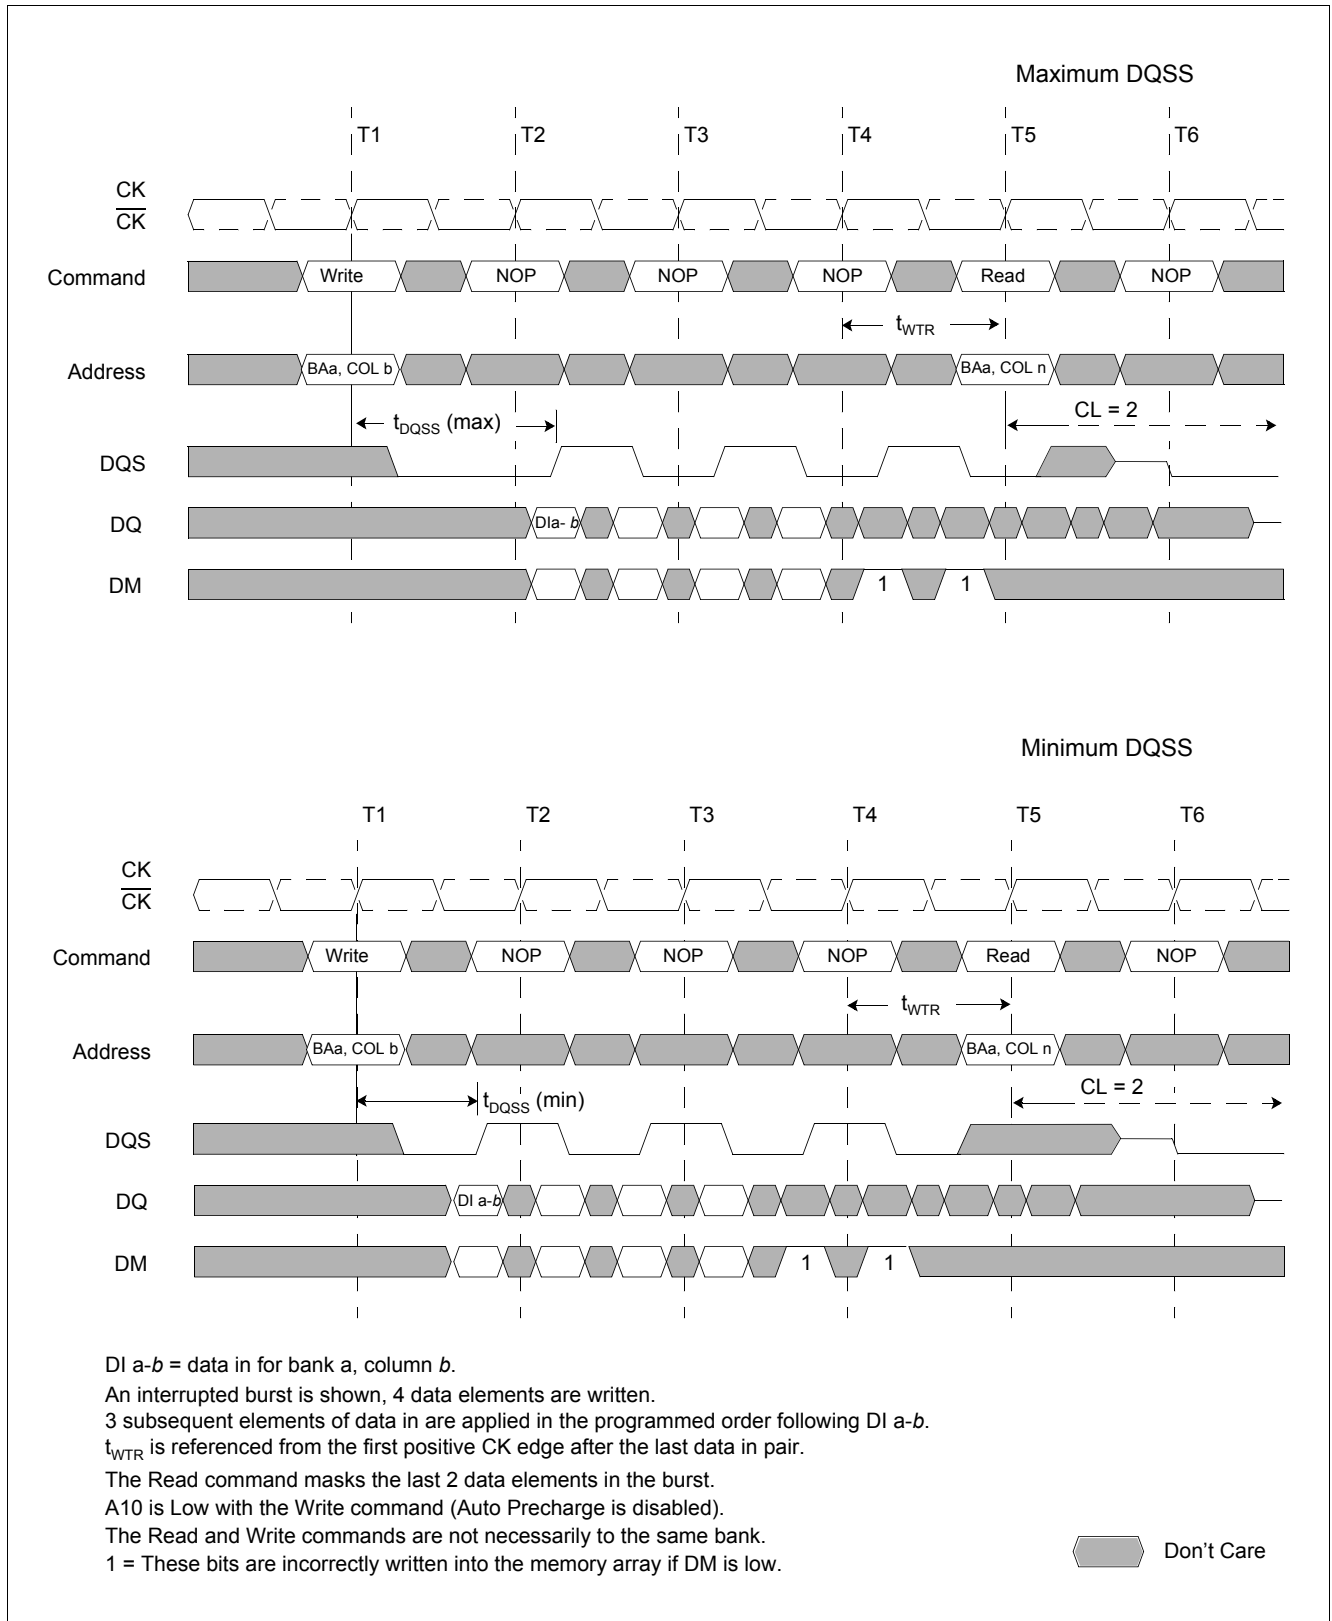 Maximum DQSS
T1 T2 T3 T4 T5 T6
CK
CK
Command Write NOP NOP NOP Read NOP
tWTR
Address BAa, COL b BAa, COL n
tDQSS (max) CL = 2
DQS
DQ DIa- b
DM 1 1
Minimum DQSS
T1 T2 T3 T4 T5 T6
CK
CK
Command Write NOP NOP NOP Read NOP
tWTR
Address BAa, COL b BAa, COL n
tDQSS (min) CL = 2
DQS
DQ DI a-b
DM 1 1
DI a-b = data in for bank a, column b.
An interrupted burst is shown, 4 data elements are written.
3 subsequent elements of data in are applied in the programmed order following DI a-b.
tWTR is referenced from the first positive CK edge after the last data in pair.
The Read command masks the last 2 data elements in the burst.
A10 is Low with the Write command (Auto Precharge is disabled).
The Read and Write commands are not necessarily to the same bank.
1 = These bits are incorrectly written into the memory array if DM is low.
Don't Care